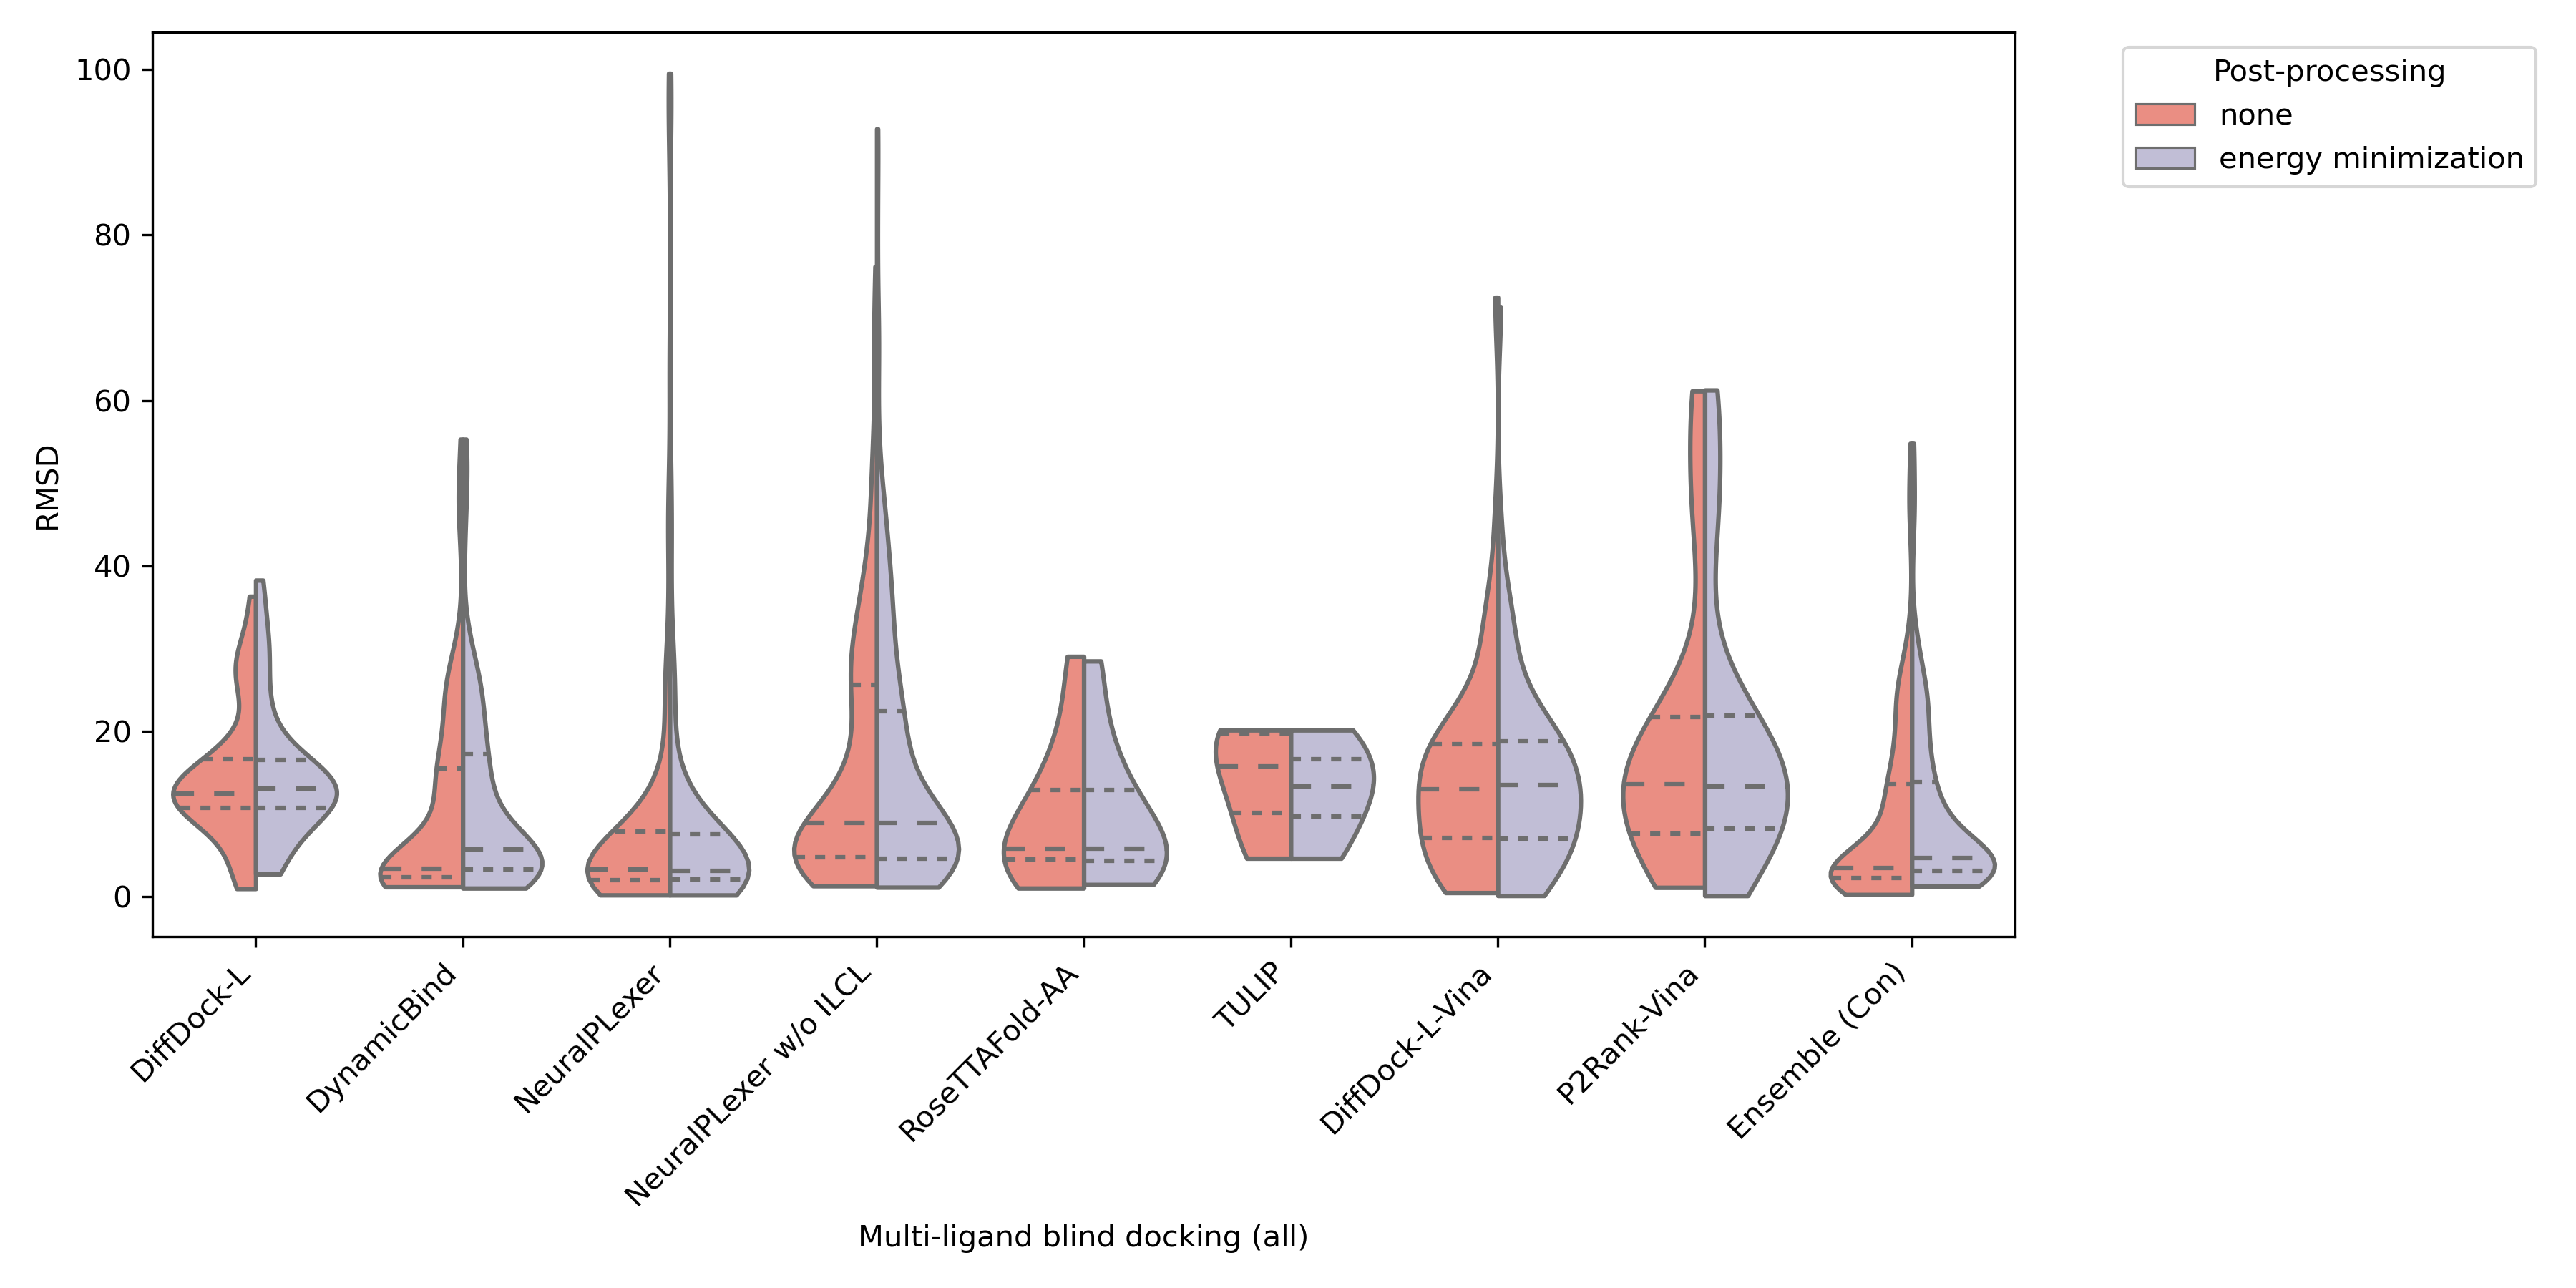 100
80
60
40
20
0
RMSD
DiffDock-L
DynamicBind
NeuralPLexer
NeuralPLexer w/o ILCL
RoseTTAFold-AA
TULIP
DiffDock-L-Vina
P2Rank-Vina
Ensemble (Con)
Multi-ligand blind docking (all)
Post-processing
none
energy minimization